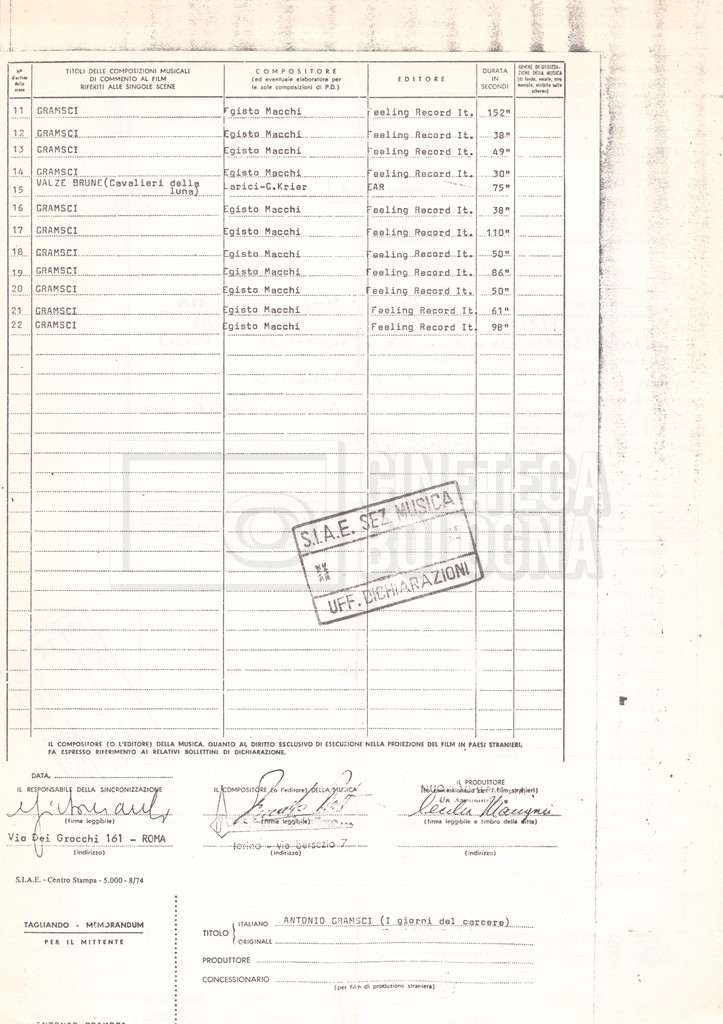 N° d'ordine della scena
TITOLI DELLE COMPOSIZIONI MUSICALI DI COMMENTO AL FILM RIFERITI ALLE SINGOLE SCENE
COMPOSITORE (ed eventuale elaboratore per le sole composizioni di P.D.)
EDITORE
DURATA IN SECONDI
GENERE DI UTILIZZAZIONE DELLA MUSICA
11 GRAMSCI Egisto Macchi Feeling Record It. 152"
12 GRAMSCI Egisto Macchi Feeling Record It. 38"
13 GRAMSCI Egisto Macchi Feeling Record It. 49"
14 GRAMSCI Egisto Macchi Feeling Record It. 30"
15 VALZE BRUNE(Cavalieri della luna) Larici-G.Krier EAR 75"
16 GRAMSCI Egisto Macchi Feeling Record It. 38"
17 GRAMSCI Egisto Macchi Feeling Record It. 110"
18 GRAMSCI Egisto Macchi Feeling Record It. 50"
19 GRAMSCI Egisto Macchi Feeling Record It. 86"
20 GRAMSCI Egisto Macchi Feeling Record It. 50"
21 GRAMSCI Egisto Macchi Feeling Record It. 61"
22 GRAMSCI Egisto Macchi Feeling Record It. 98"
CINETECA
BOLOGNA
S.I.A.E. SEZ. MUSICA
UFF. DICHIARAZIONI
IL COMPOSITORE (O L'EDITORE) DELLA MUSICA, QUANTO AL DIRITTO ESCLUSIVO DI ESECUZIONE NELLA PROIEZIONE DEL FILM IN PAESI STRANIERI,
FA ESPRESSO RIFERIMENTO AI RELATIVI BOLLETTINI DI DICHIARAZIONE.
DATA,
IL RESPONSABILE DELLA SINCRONIZZAZIONE
(firma leggibile)
Via Dei Gracchi 161 - ROMA
(indirizzo)
IL COMPOSITORE (o l'editore) DELLA MUSICA
(firma leggibile)
Torino - via bersezio 7
(indirizzo)
IL PRODUTTORE
Cecilia Mangini
(firma leggibile e timbro della ditta)
(indirizzo)
S.I.A.E. - Centro Stampa - 5.000 - 8/74
TAGLIANDO - MEMORANDUM
PER IL MITTENTE
TITOLO
ITALIANO ANTONIO GRAMSCI (I giorni del carcere)
ORIGINALE
PRODUTTORE
CONCESSIONARIO
(per film di produzione straniera)
ANTONIO GRAMSCI